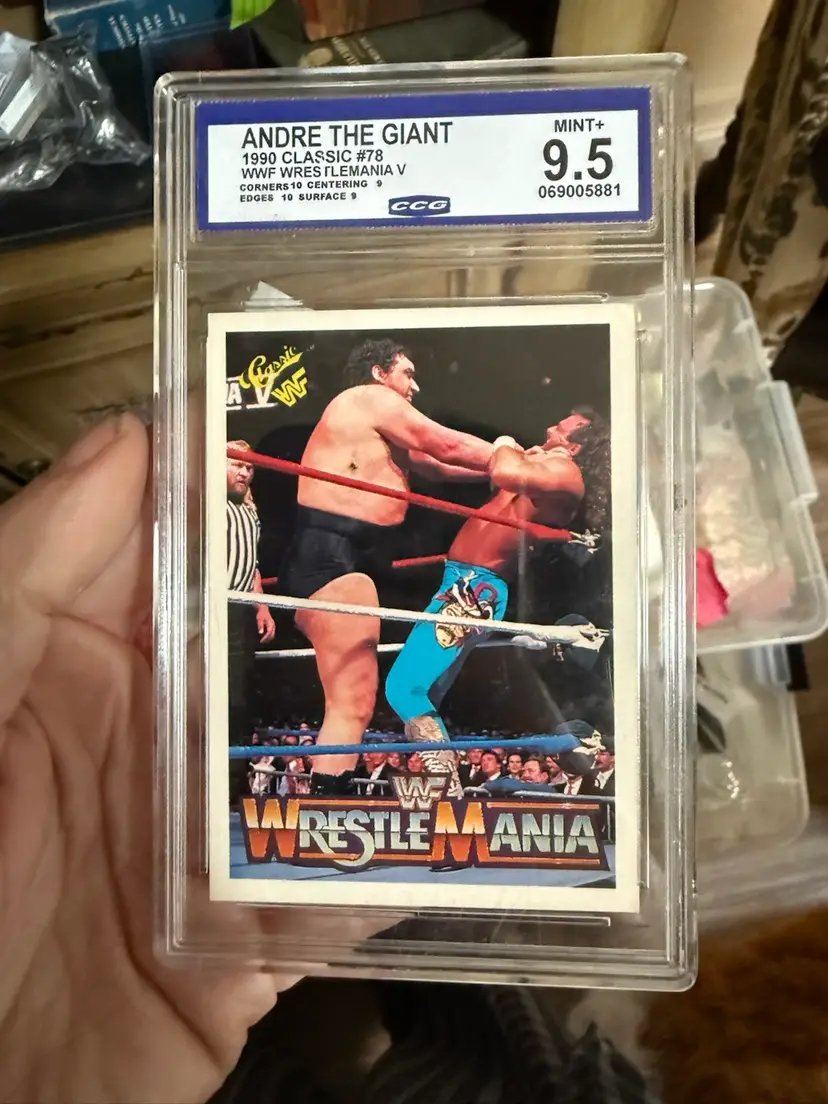 ANDRE THE GIANT
1990 CLASSIC #78
WWF WRESTLEMANIA V
CORNERS 10 CENTERING 9
EDGES 10 SURFACE 9
CCG
MINT+
9.5
069005881
Classic
WF
A V
WF
WRESTLEMANIA